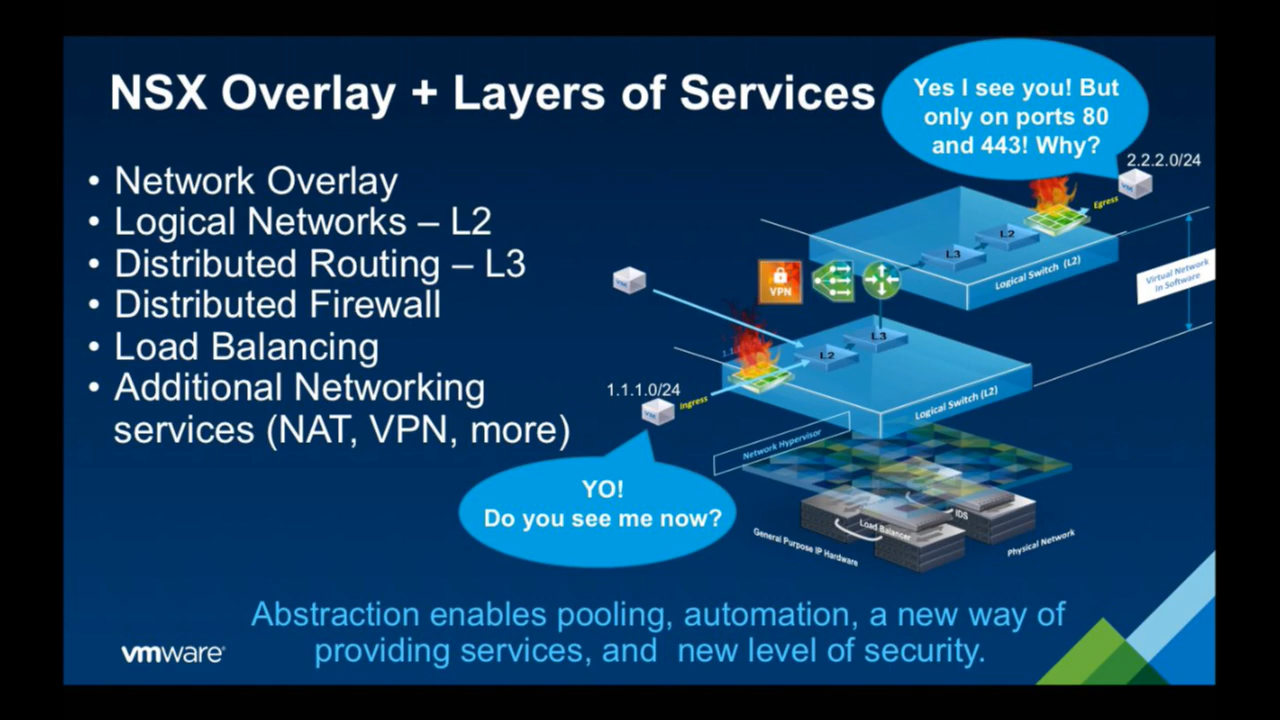 NSX Overlay + Layers of Services
Yes I see you! But
only on ports 80
and 443! Why?
• Network Overlay
• Logical Networks – L2
• Distributed Routing – L3
• Distributed Firewall
• Load Balancing
• Additional Networking
services (NAT, VPN, more)
2.2.2.0/24
VM
Egress
L2
L3
Logical Switch (L2)
Virtual Network
in Software
VPN
VM
L3
L2
1.1.1.0/24
VM
Ingress
Logical Switch (L2)
Network Hypervisor
YO!
Do you see me now?
IDS
Load Balancer
General Purpose IP Hardware
Physical Network
Abstraction enables pooling, automation, a new way of
providing services, and new level of security.
vmware